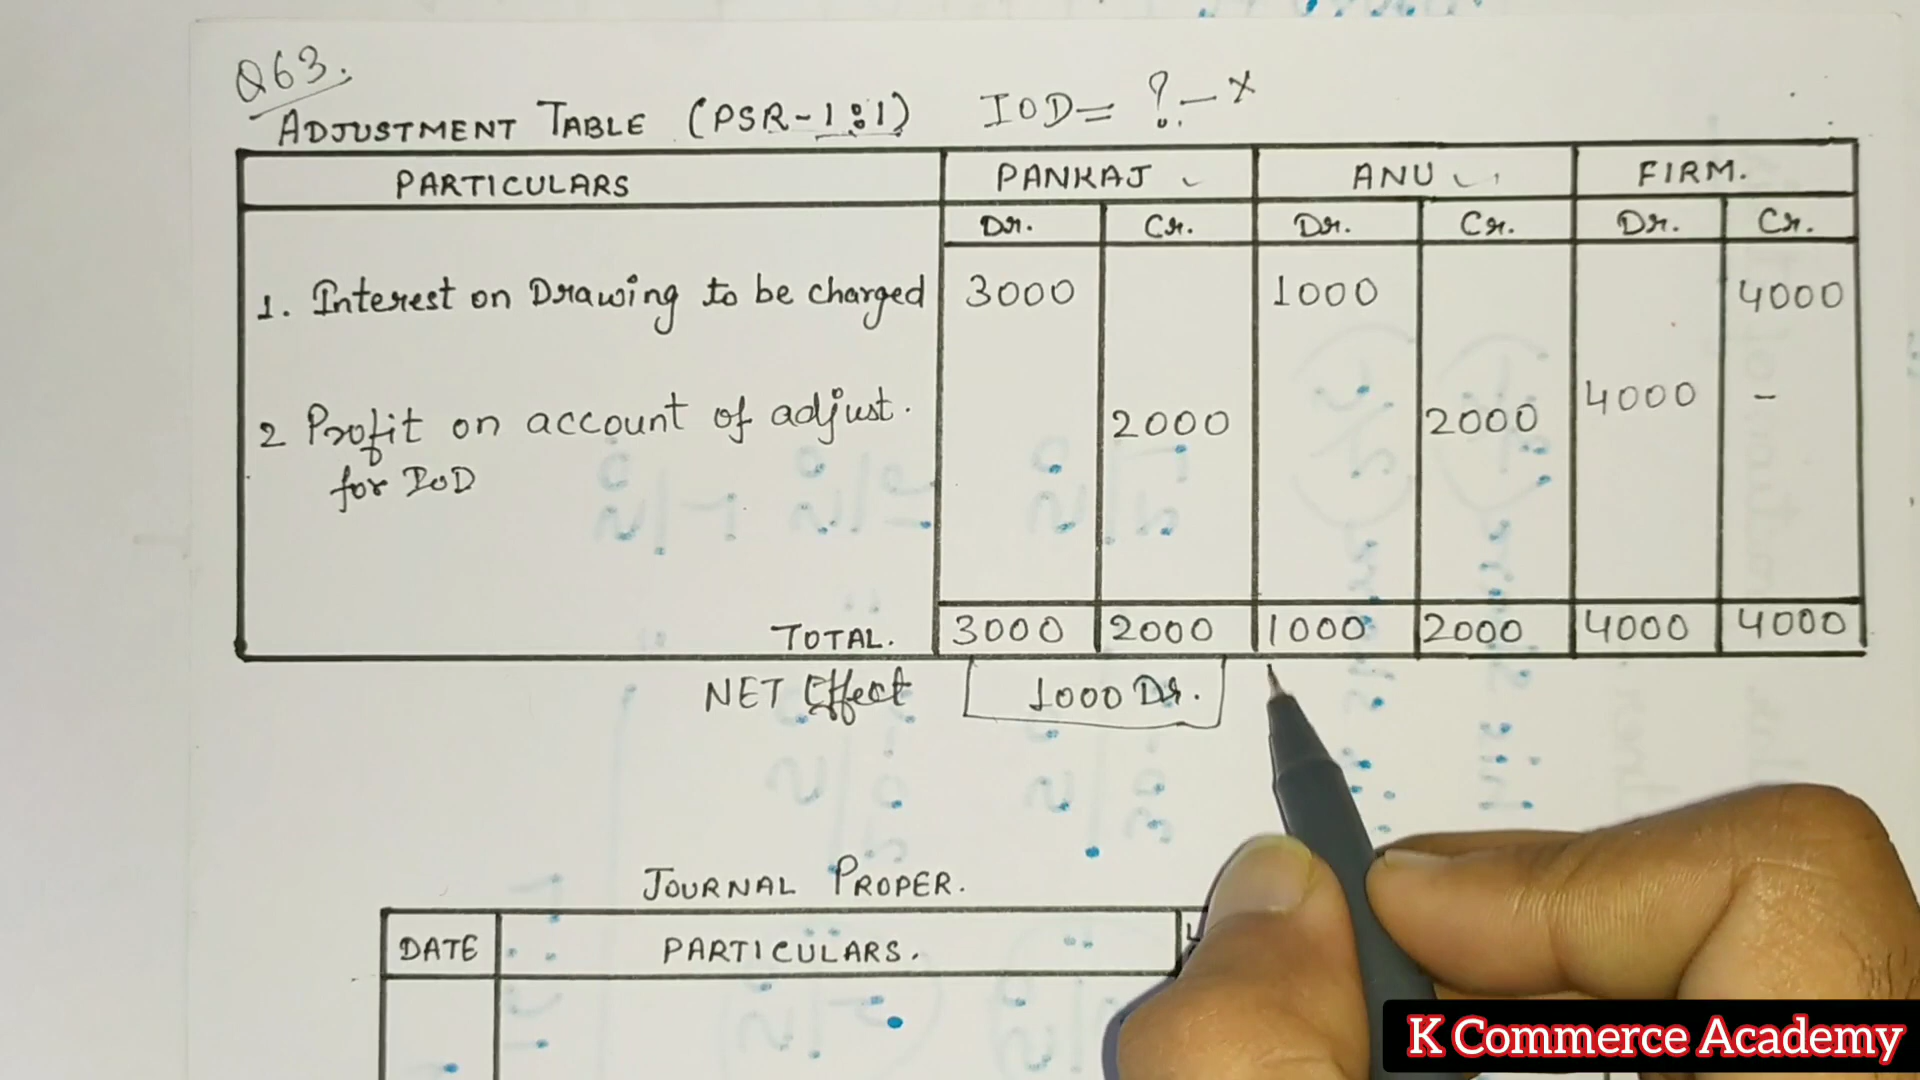 Q63.
ADJUSTMENT TABLE (PSR-1:1) IOD= ?-x
PARTICULARS PANKAJ ANU FIRM.
Dr. Cr. Dr. Cr. Dr. Cr.
1. Interest on Drawing to be charged 3000 1000 4000
2 Profit on account of adjust. 2000 2000 4000 -
for IOD
TOTAL. 3000 2000 1000 2000 4000 4000
NET Effect 1000 Dr.
JOURNAL PROPER.
DATE PARTICULARS.
K Commerce Academy